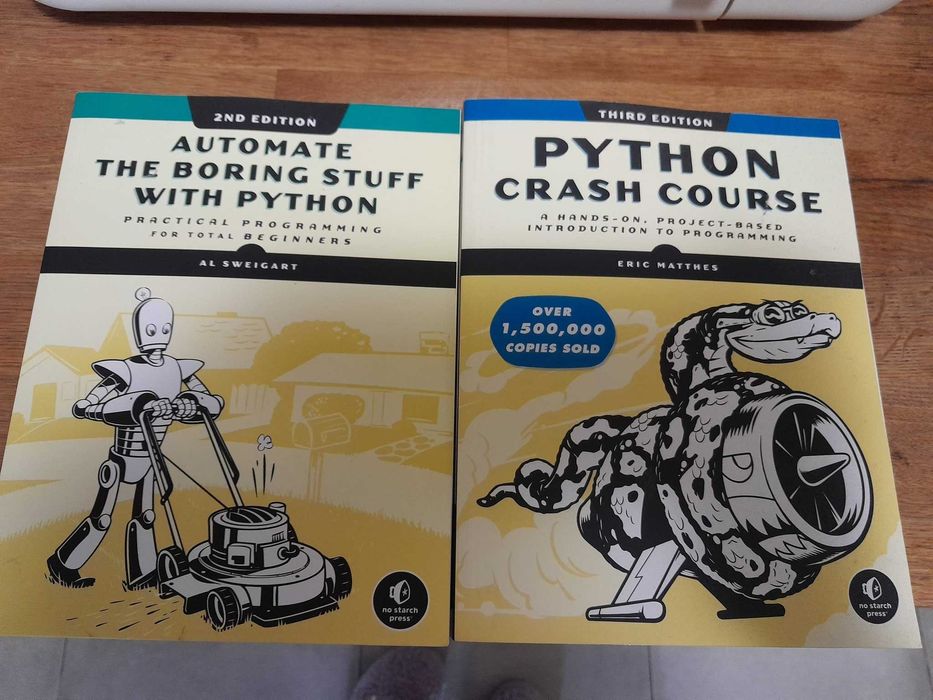 2ND EDITION
AUTOMATE
THE BORING STUFF
WITH PYTHON
PRACTICAL PROGRAMMING
FOR TOTAL BEGINNERS
AL SWEIGART
no starch
press
THIRD EDITION
PYTHON
CRASH COURSE
A HANDS-ON, PROJECT-BASED
INTRODUCTION TO PROGRAMMING
ERIC MATTHES
OVER
1,500,000
COPIES SOLD
no starch
press